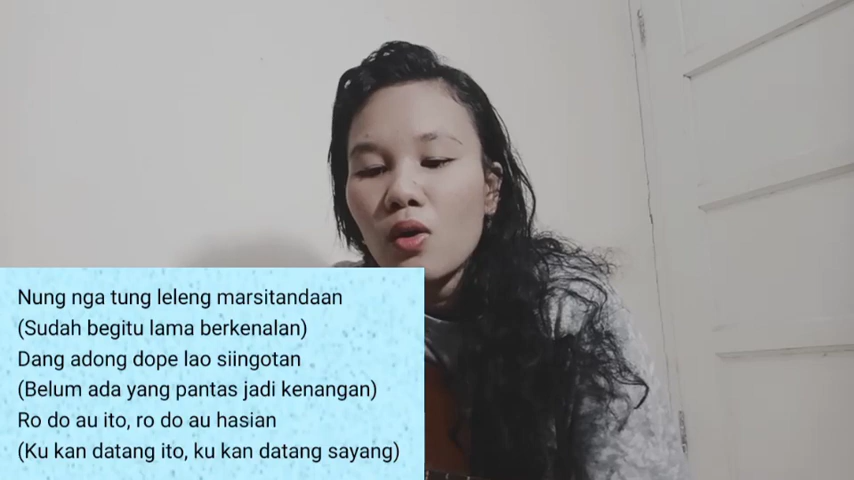 Nung nga tung leleng marsitandaan
(Sudah begitu lama berkenalan)
Dang adong dope lao siingotan
(Belum ada yang pantas jadi kenangan)
Ro do au ito, ro do au hasian
(Ku kan datang ito, ku kan datang sayang)